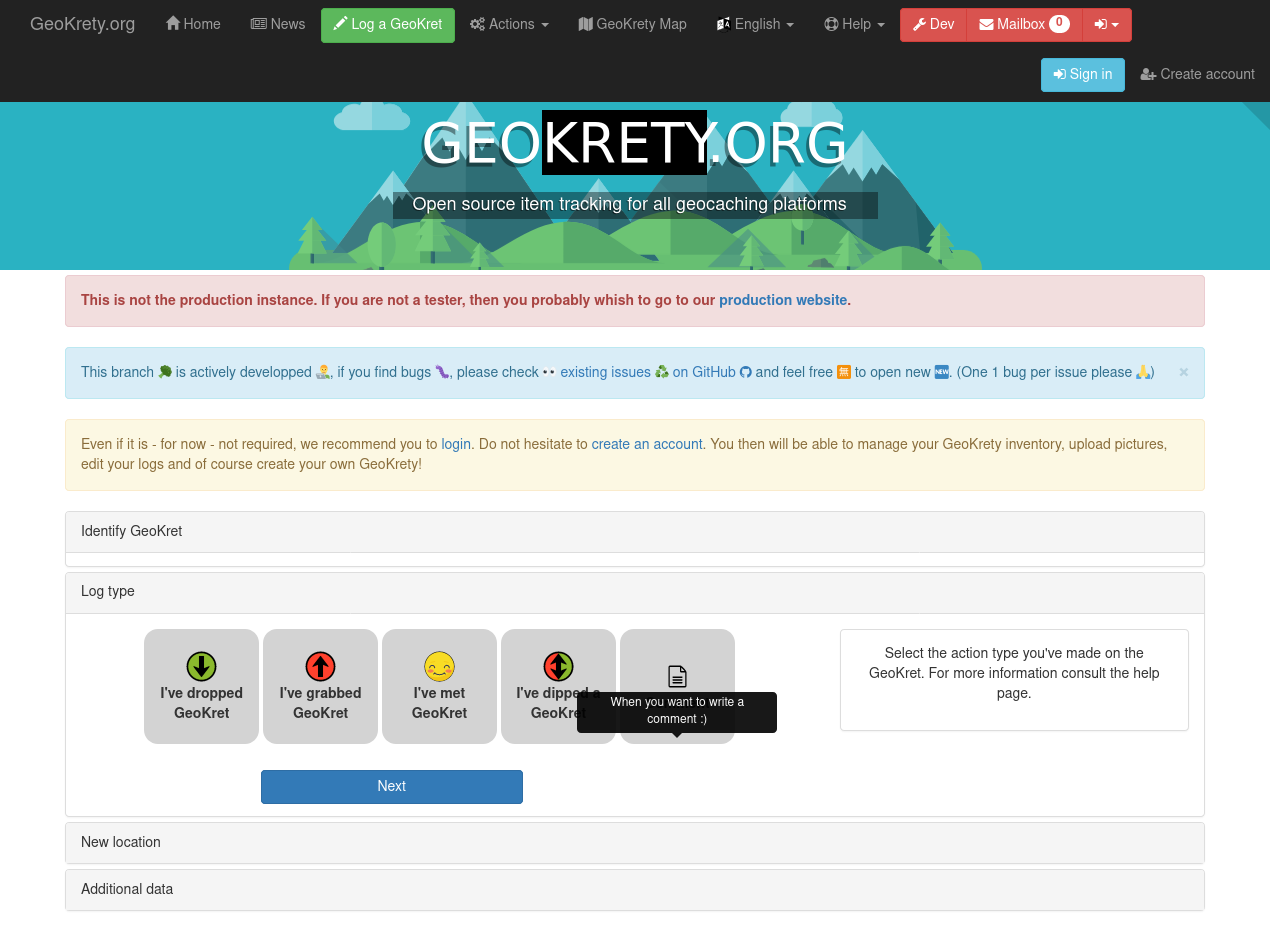 GeoKrety.org Home News Log a GeoKret Actions GeoKrety Map English Help Dev Mailbox 0
Sign in Create account
GEOKRETY.ORG
Open source item tracking for all geocaching platforms
This is not the production instance. If you are not a tester, then you probably whish to go to our production website.
This branch 🌳 is actively developped, if you find bugs 🐛, please check 👀 existing issues ♻ on GitHub and feel free 🈚 to open new 🆕. (One 1 bug per issue please 🙏) ×
Even if it is - for now - not required, we recommend you to login. Do not hesitate to create an account. You then will be able to manage your GeoKrety inventory, upload pictures,
edit your logs and of course create your own GeoKrety!
Identify GeoKret
Log type
I've dropped
GeoKret
I've grabbed
GeoKret
I've met
GeoKret
I've dipped a
GeoKret
When you want to write a
comment :)
Select the action type you've made on the
GeoKret. For more information consult the help
page.
Next
New location
Additional data